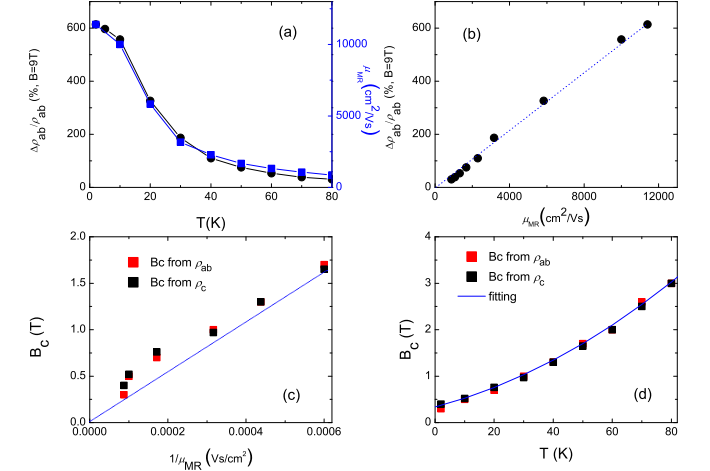 600
400
200
0
Δρab/ρab (%, B=9T)
(a)
10000
5000
0
μMR (cm2/Vs)
0 20 40 60 80
T(K)
600
400
200
0
Δρab/ρab (%, B=9T)
(b)
0 4000 8000 12000
μMR(cm2/Vs)
2.0
1.5
1.0
0.5
0.0
Bc (T)
Bc from ρab
Bc from ρc
(c)
0.0000 0.0002 0.0004 0.0006
1/μMR (Vs/cm2)
4
3
2
1
0
Bc (T)
Bc from ρab
Bc from ρc
fitting
(d)
0 20 40 60 80
T (K)